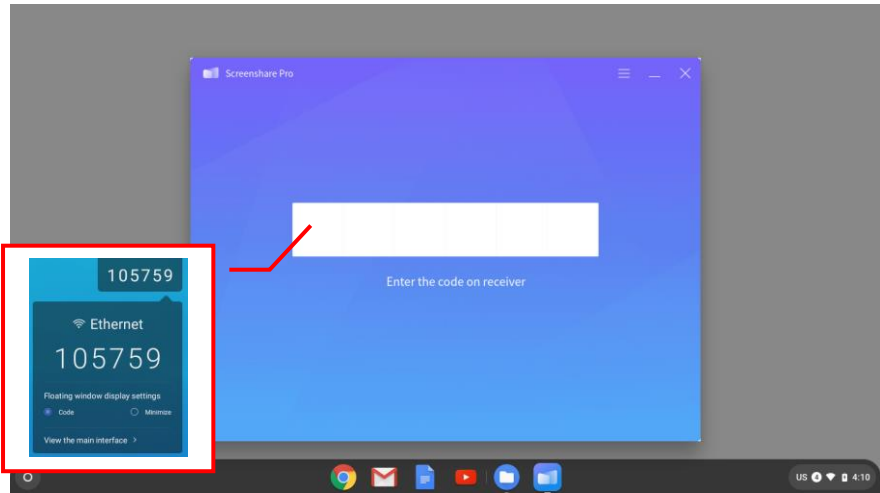 Screenshare Pro
Enter the code on receiver
105759
Ethernet
105759
Floating window display settings
Code Minimize
View the main interface >
US 4 4:10